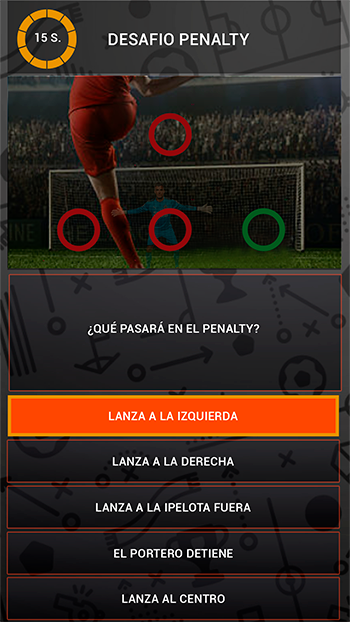 15 S.
DESAFIO PENALTY
¿QUÉ PASARÁ EN EL PENALTY?
LANZA A LA IZQUIERDA
LANZA A LA DERECHA
LANZA A LA IPELOTA FUERA
EL PORTERO DETIENE
LANZA AL CENTRO